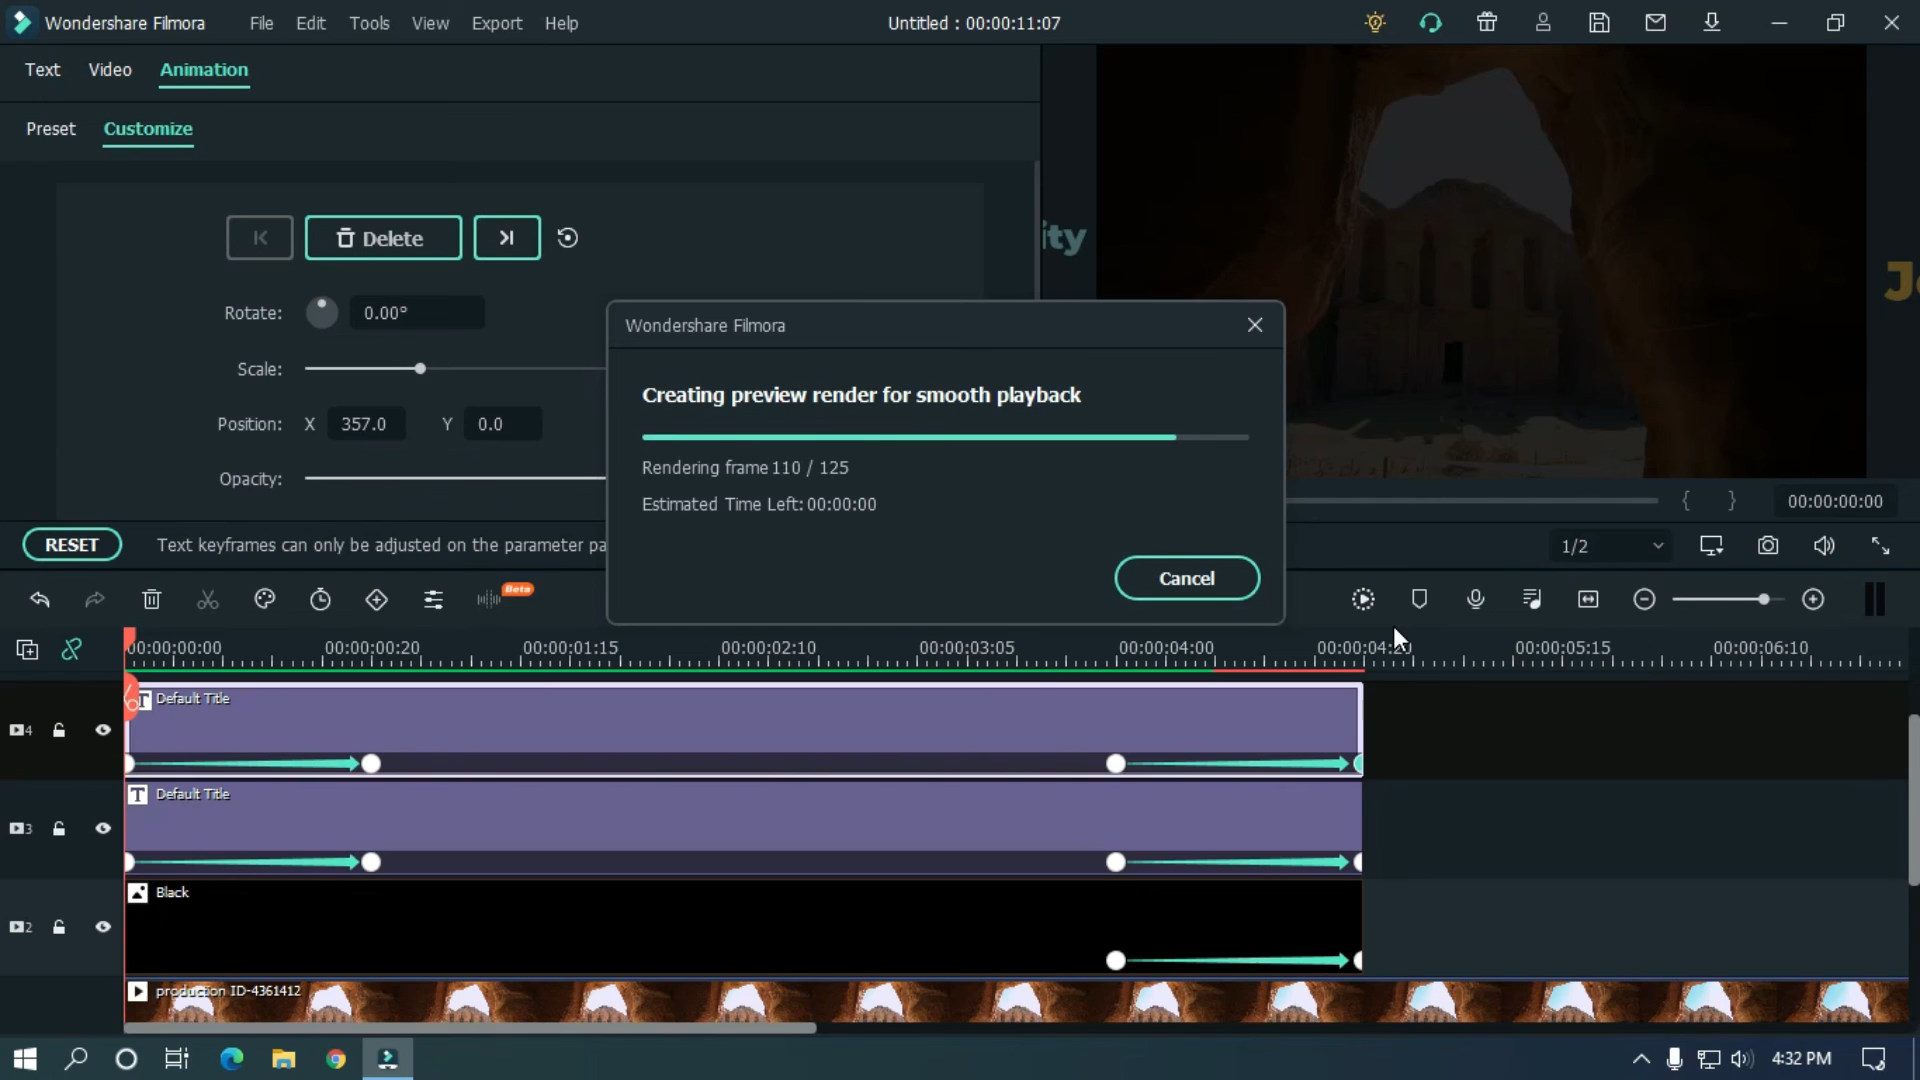 Wondershare Filmora File Edit Tools View Export Help Untitled : 00:00:11:07
Text Video Animation
Preset Customize
Delete
ity
Rotate: 0.00°
Wondershare Filmora
Scale:
Creating preview render for smooth playback
Position: X 357.0 Y 0.0
Rendering frame 110 / 125
Opacity:
Estimated Time Left: 00:00:00
{ } 00:00:00:00
RESET Text keyframes can only be adjusted on the parameter pa
1/2
Cancel
Beta
00:00:00:00 00:00:00:20 00:00:01:15 00:00:02:10 00:00:03:05 00:00:04:00 00:00:05:15 00:00:06:10
T Default Title
4
T Default Title
3
Black
2
production ID-4361412
4:32 PM